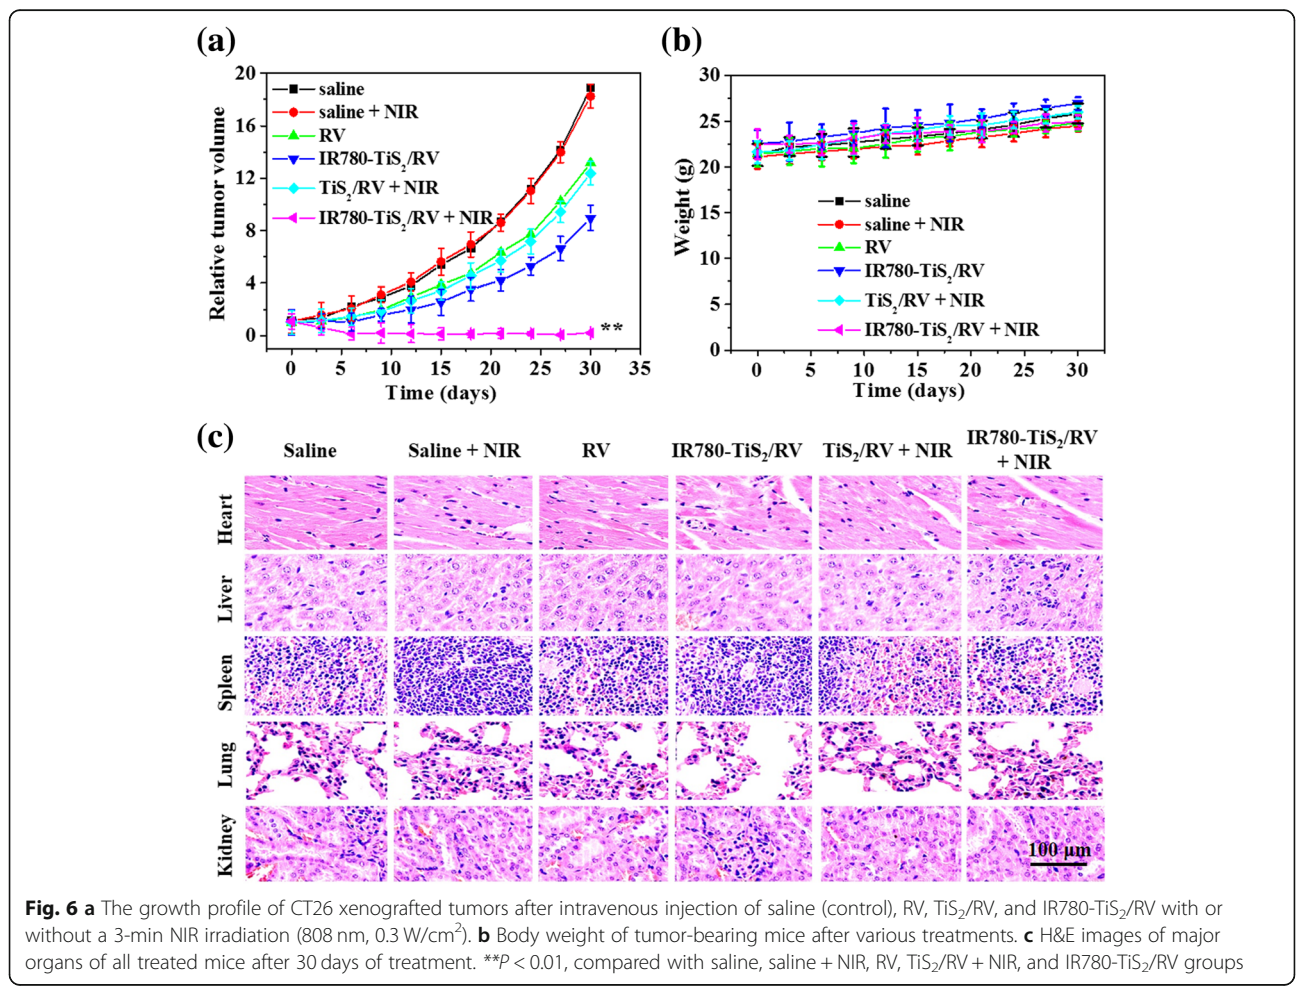 (a)
(b)
20
16
12
8
4
0
Relative tumor volume
saline
saline + NIR
RV
IR780-TiS₂/RV
TiS₂/RV + NIR
IR780-TiS₂/RV + NIR
**
0 5 10 15 20 25 30 35
Time (days)
30
25
20
15
10
5
0
Weight (g)
saline
saline + NIR
RV
IR780-TiS₂/RV
TiS₂/RV + NIR
IR780-TiS₂/RV + NIR
0 5 10 15 20 25 30
Time (days)
(c)
Saline
Saline + NIR
RV
IR780-TiS₂/RV
TiS₂/RV + NIR
IR780-TiS₂/RV
+ NIR
Heart
Liver
Spleen
Lung
Kidney
100 μm
Fig. 6 a The growth profile of CT26 xenografted tumors after intravenous injection of saline (control), RV, TiS₂/RV, and IR780-TiS₂/RV with or
without a 3-min NIR irradiation (808 nm, 0.3 W/cm²). b Body weight of tumor-bearing mice after various treatments. c H&E images of major
organs of all treated mice after 30 days of treatment. **P < 0.01, compared with saline, saline + NIR, RV, TiS₂/RV + NIR, and IR780-TiS₂/RV groups